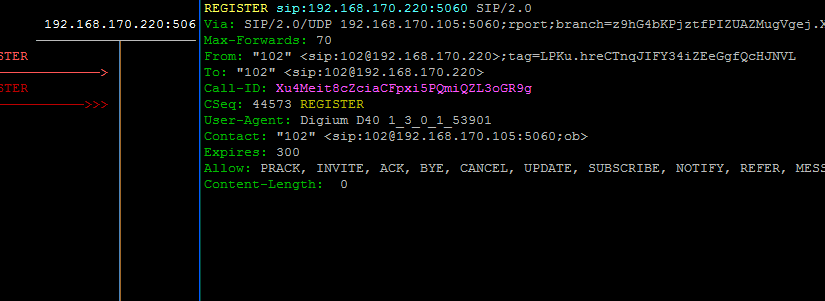 REGISTER sip:192.168.170.220:5060 SIP/2.0
192.168.170.220:506
Via: SIP/2.0/UDP 192.168.170.105:5060;rport;branch=z9hG4bKPjztfPIZUAZMugVgej.X
Max-Forwards: 70
STER
From: "102" <sip:102@192.168.170.220>;tag=LPKu.hreCTnqJIFY34iZEeGgfQcHJNVL
To: "102" <sip:102@192.168.170.220>
STER
Call-ID: Xu4Meit8cZciaCFpxi5PQmiQZL3oGR9g
CSeq: 44573 REGISTER
User-Agent: Digium D40 1_3_0_1_53901
Contact: "102" <sip:102@192.168.170.105:5060;ob>
Expires: 300
Allow: PRACK, INVITE, ACK, BYE, CANCEL, UPDATE, SUBSCRIBE, NOTIFY, REFER, MESS
Content-Length:  0